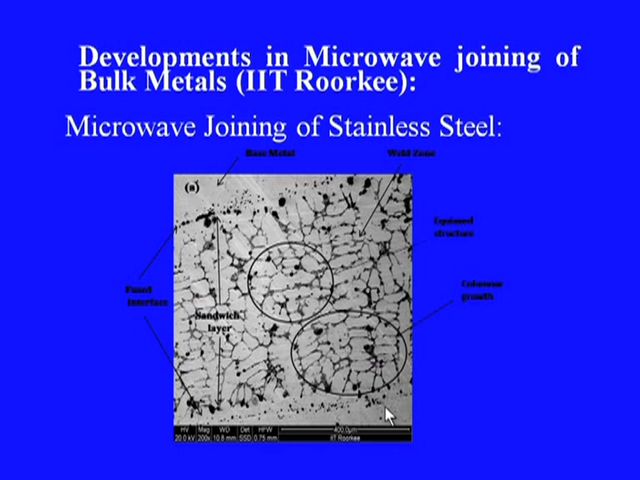 Developments in Microwave joining of
Bulk Metals (IIT Roorkee):
Microwave Joining of Stainless Steel:
Base Metal
Weld Zone
(a)
Equiaxed
structure
Columnar
growth
Fused
Interface
Sandwich
layer
HV Mag WD Det HFW
20.0 kV 200x 10.8 mm SSD 0.75 mm
400.0µm
IIT Roorkee